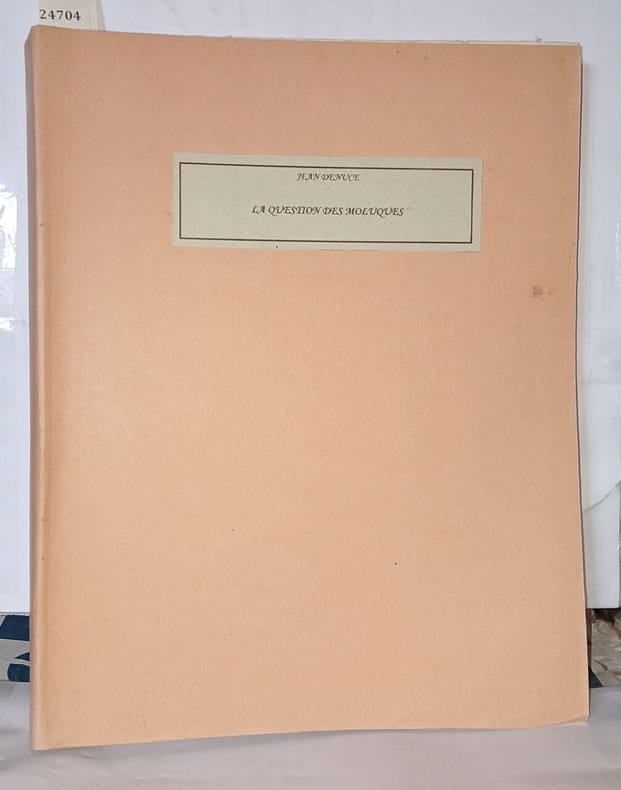 24704
JEAN DENUCE
LA QUESTION DES MOLUQUES